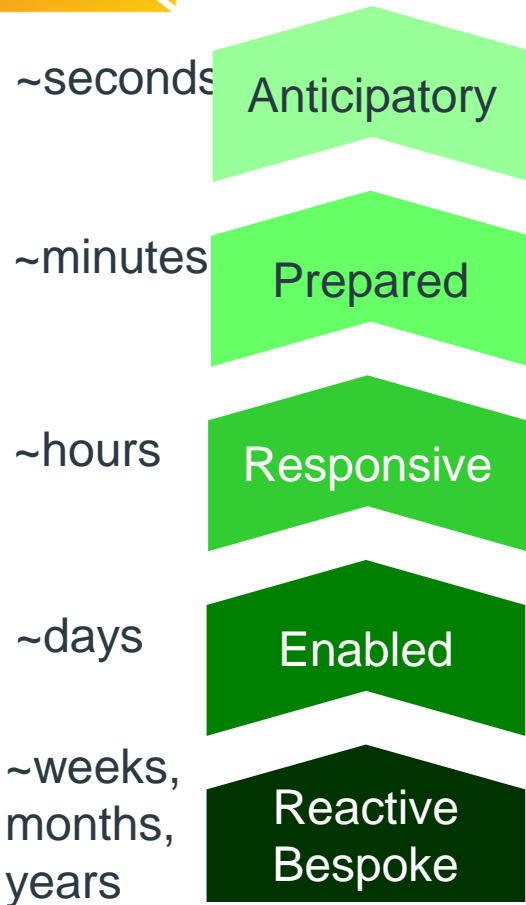 ~seconds
Anticipatory
~minutes
Prepared
~hours
Responsive
~days
Enabled
~weeks,
months,
years
Reactive
Bespoke